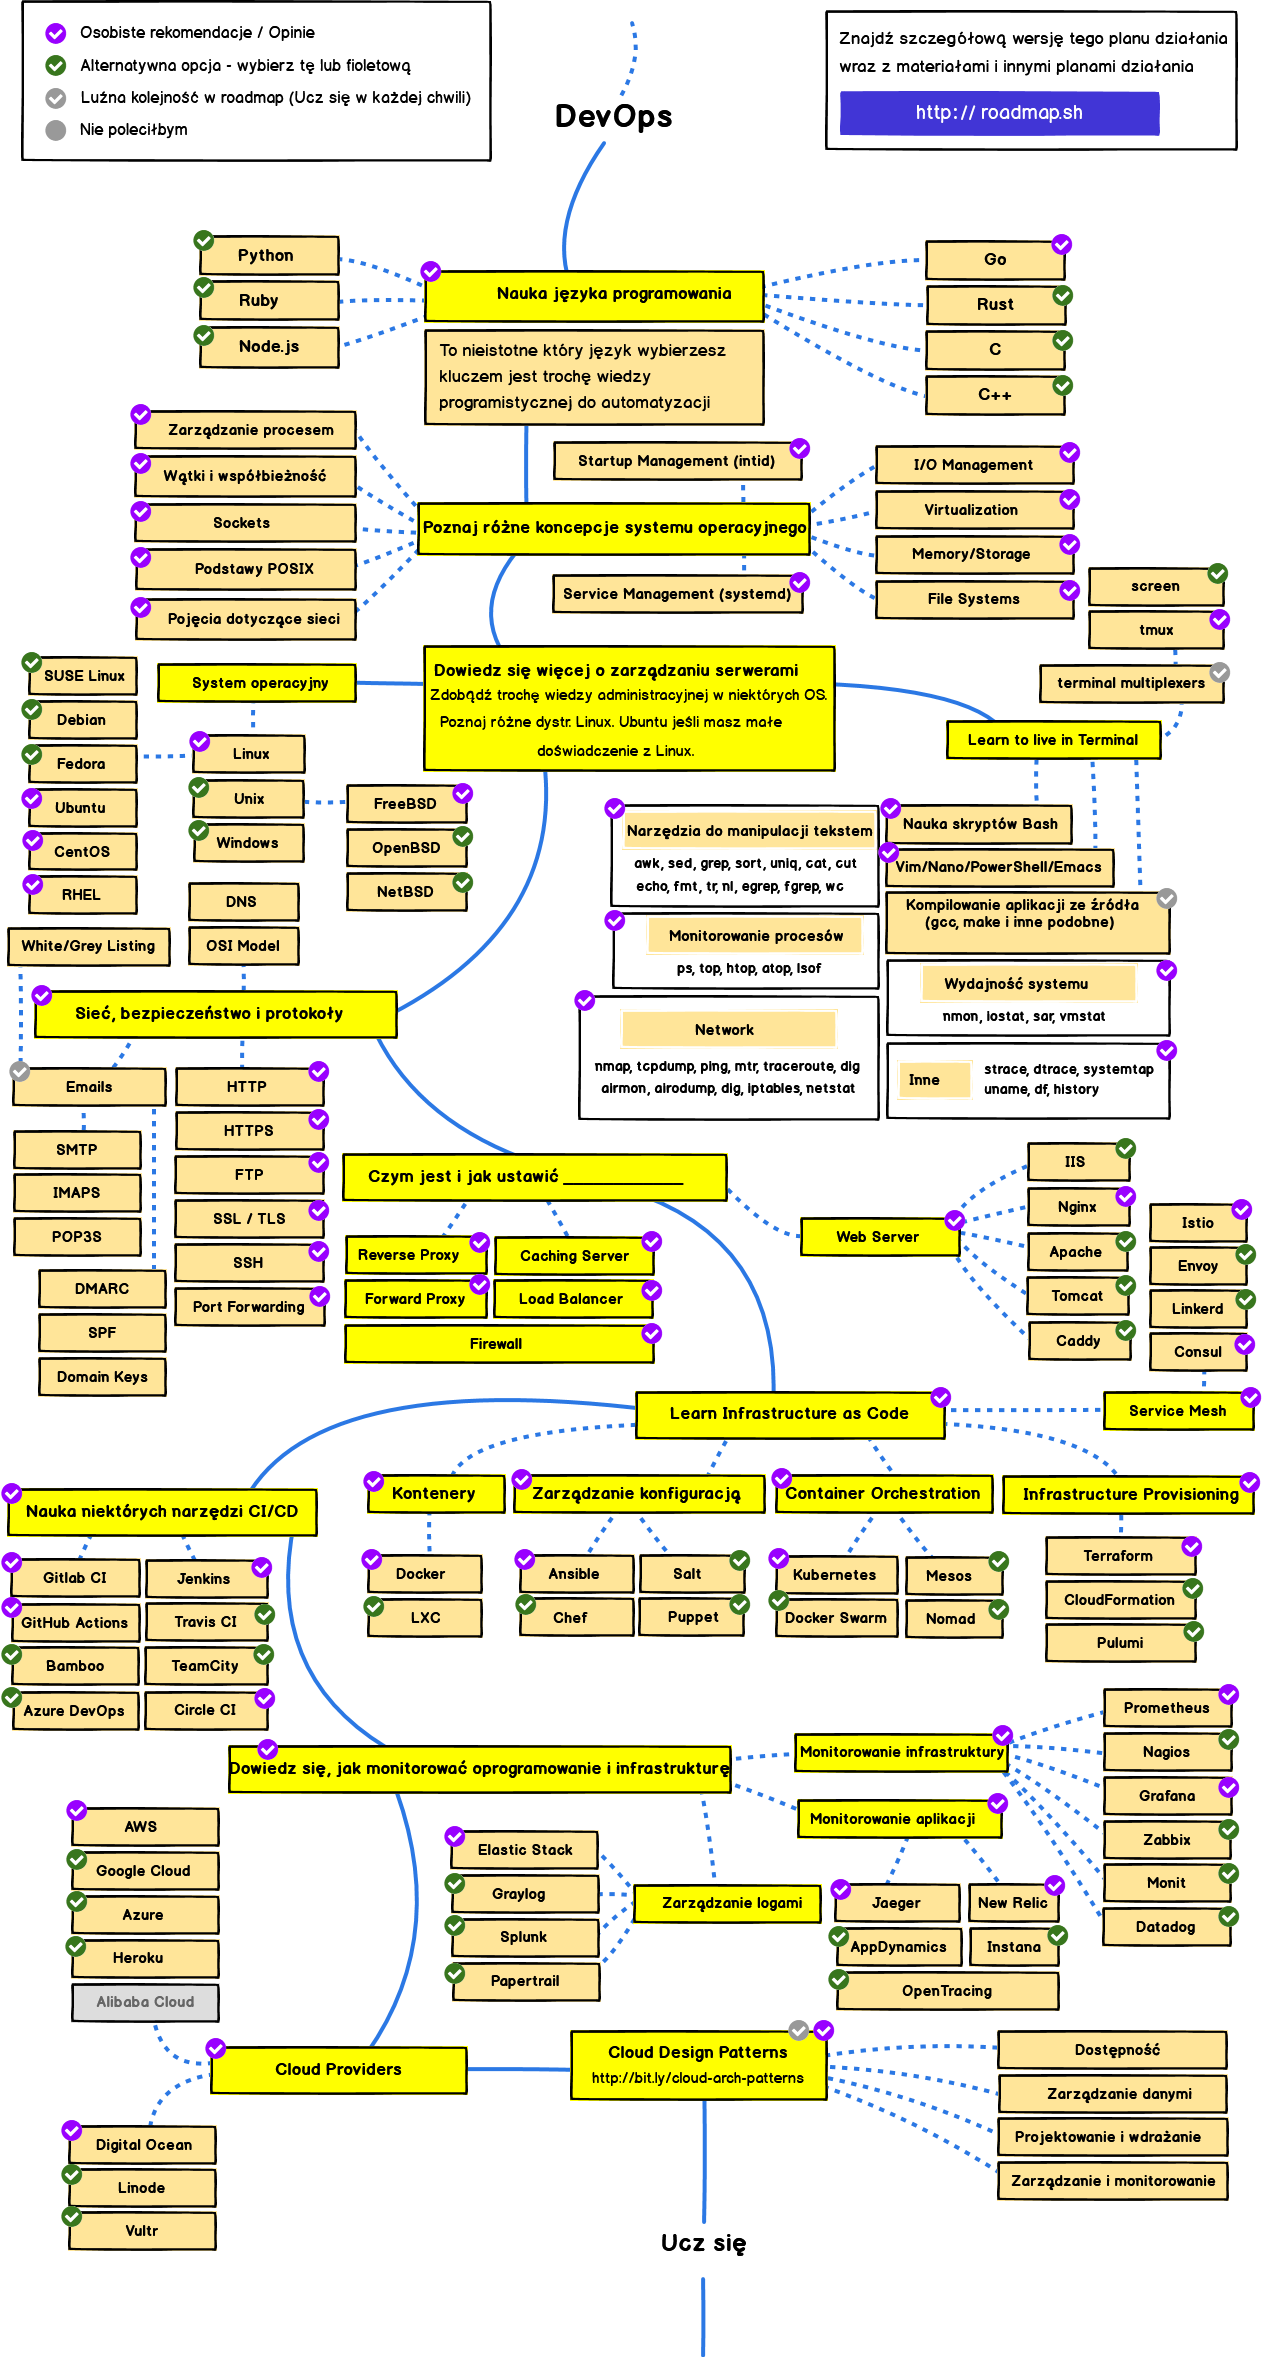 Osobiste rekomendacje / Opinie
Alternatywna opcja - wybierz tę lub fioletową
Luźna kolejność w roadmap (Ucz się w każdej chwili)
Nie poleciłbym
Znajdź szczegółową wersję tego planu działania
wraz z materiałami i innymi planami działania
http:// roadmap.sh
DevOps
Python
Ruby
Node.js
Nauka języka programowania
To nieistotne który język wybierzesz
kluczem jest trochę wiedzy
programistycznej do automatyzacji
Go
Rust
C
C++
Zarządzanie procesem
Wątki i współbieżność
Sockets
Podstawy POSIX
Pojęcia dotyczące sieci
Startup Management (intid)
Poznaj różne koncepcje systemu operacyjnego
Service Management (systemd)
I/O Management
Virtualization
Memory/Storage
File Systems
screen
tmux
terminal multiplexers
Learn to live in Terminal
Dowiedz się więcej o zarządzaniu serwerami
Zdobądź trochę wiedzy administracyjnej w niektórych OS.
Poznaj różne dystr. Linux. Ubuntu jeśli masz małe
doświadczenie z Linux.
System operacyjny
SUSE Linux
Debian
Fedora
Ubuntu
CentOS
RHEL
Linux
Unix
Windows
FreeBSD
OpenBSD
NetBSD
Narzędzia do manipulacji tekstem
awk, sed, grep, sort, uniq, cat, cut
echo, fmt, tr, nl, egrep, fgrep, wc
Monitorowanie procesów
ps, top, htop, atop, lsof
Network
nmap, tcpdump, ping, mtr, traceroute, dig
airmon, airodump, dig, iptables, netstat
Nauka skryptów Bash
Vim/Nano/PowerShell/Emacs
Kompilowanie aplikacji ze źródła
(gcc, make i inne podobne)
Wydajność systemu
nmon, iostat, sar, vmstat
Inne
strace, dtrace, systemtap
uname, df, history
DNS
OSI Model
White/Grey Listing
Sieć, bezpieczeństwo i protokoły
Emails
SMTP
IMAPS
POP3S
DMARC
SPF
Domain Keys
HTTP
HTTPS
FTP
SSL / TLS
SSH
Port Forwarding
Czym jest i jak ustawić ______________
Reverse Proxy
Caching Server
Forward Proxy
Load Balancer
Firewall
Web Server
IIS
Nginx
Apache
Tomcat
Caddy
Istio
Envoy
Linkerd
Consul
Service Mesh
Learn Infrastructure as Code
Kontenery
Docker
LXC
Zarządzanie konfiguracją
Ansible
Salt
Chef
Puppet
Container Orchestration
Kubernetes
Mesos
Docker Swarm
Nomad
Infrastructure Provisioning
Terraform
CloudFormation
Pulumi
Nauka niektórych narzędzi CI/CD
Gitlab CI
Jenkins
GitHub Actions
Travis CI
Bamboo
TeamCity
Azure DevOps
Circle CI
Dowiedz się, jak monitorować oprogramowanie i infrastrukturę
Monitorowanie infrastruktury
Prometheus
Nagios
Grafana
Zabbix
Monit
Datadog
Monitorowanie aplikacji
Jaeger
New Relic
AppDynamics
Instana
OpenTracing
Zarządzanie logami
Elastic Stack
Graylog
Splunk
Papertrail
AWS
Google Cloud
Azure
Heroku
Alibaba Cloud
Cloud Providers
Digital Ocean
Linode
Vultr
Cloud Design Patterns
http://bit.ly/cloud-arch-patterns
Dostępność
Zarządzanie danymi
Projektowanie i wdrażanie
Zarządzanie i monitorowanie
Ucz się